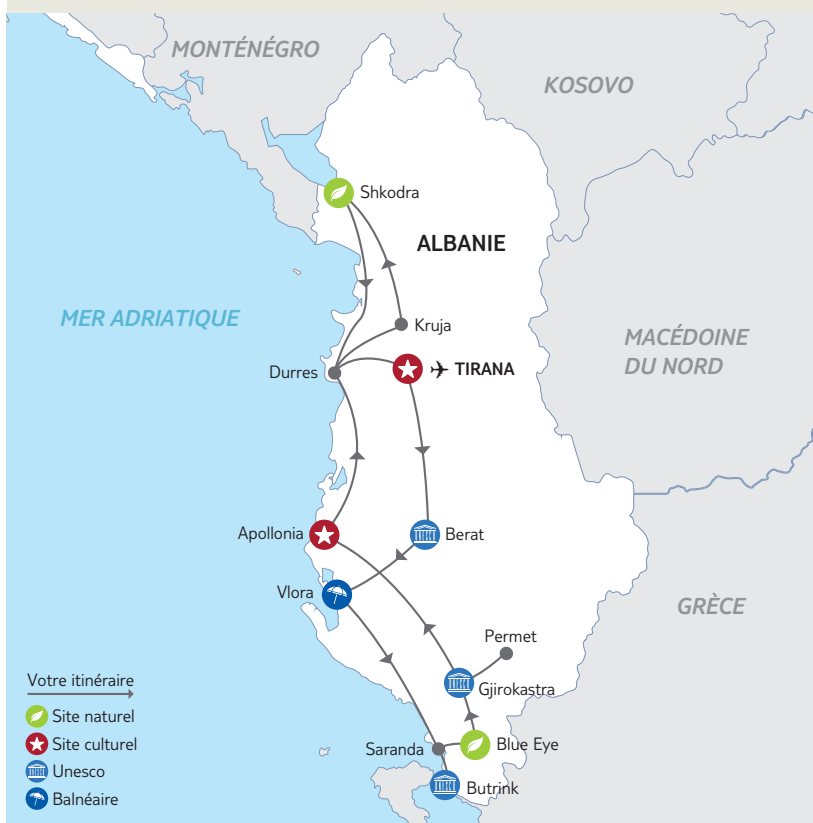 MONTÉNÉGRO
KOSOVO
Shkodra
ALBANIE
MER ADRIATIQUE
Kruja
MACÉDOINE
DU NORD
Durres
TIRANA
Apollonia
Berat
Vlora
GRÈCE
Permet
Gjirokastra
Saranda
Blue Eye
Butrink
Votre itinéraire
Site naturel
Site culturel
Unesco
Balnéaire